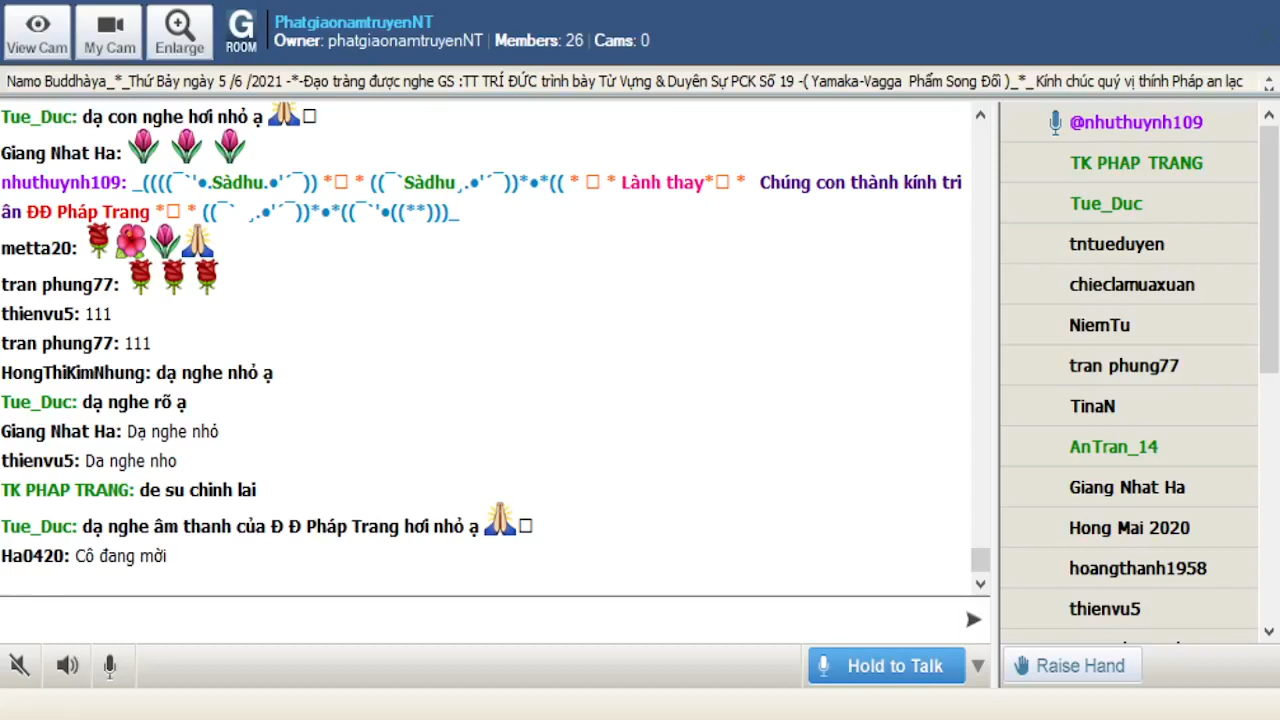 View Cam
My Cam
Enlarge
G
ROOM
PhatgiaonamtruyenNT
Owner: phatgiaonamtruyenNT | Members: 26 | Cams: 0
Namo Buddhàya_*_Thứ Bảy ngày 5 /6 /2021 -*-Đạo tràng được nghe GS :TT TRÍ ĐỨC trình bày Từ Vựng & Duyên Sự PCK Số 19 -( Yamaka-Vagga Phẩm Song Đối )_*_ Kính chúc quý vị thính Pháp an lạc
Tue_Duc: dạ con nghe hơi nhỏ ạ
Giang Nhat Ha:
nhuthuynh109: _((((¯`'●.Sàdhu.●'´¯)) *□ * ((¯`Sàdhu¸.●'´¯))*●*(( * □ * Lành thay*□ * Chúng con thành kính tri
ân ĐĐ Pháp Trang *□ * ((¯` ¸.●'´¯))*●*((¯`'●((**)))_
metta20:
tran phung77:
thienvu5: 111
tran phung77: 111
HongThiKimNhung: dạ nghe nhỏ ạ
Tue_Duc: dạ nghe rõ ạ
Giang Nhat Ha: Dạ nghe nhỏ
thienvu5: Da nghe nho
TK PHAP TRANG: de su chinh lai
Tue_Duc: dạ nghe âm thanh của Đ Đ Pháp Trang hơi nhỏ ạ
Ha0420: Cô đang mời
Hold to Talk
@nhuthuynh109
TK PHAP TRANG
Tue_Duc
tntueduyen
chieclamuaxuan
NiemTu
tran phung77
TinaN
AnTran_14
Giang Nhat Ha
Hong Mai 2020
hoangthanh1958
thienvu5
Raise Hand